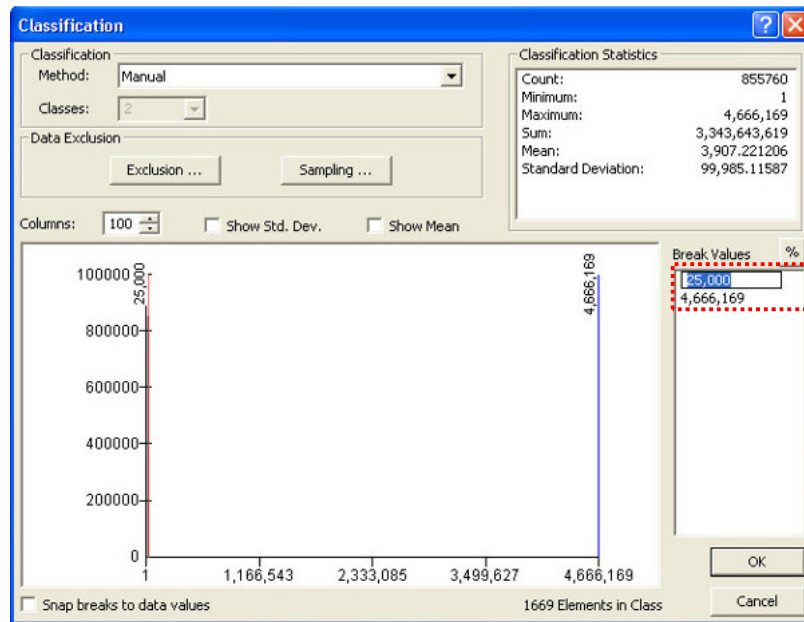 Classification
Classification
Method: Manual
Classes: 2
Data Exclusion
Exclusion ...
Sampling ...
Classification Statistics
Count: 855760
Minimum: 1
Maximum: 4,666,169
Sum: 3,343,643,619
Mean: 3,907.221206
Standard Deviation: 99,985.11587
Columns: 100
Show Std. Dev.
Show Mean
Break Values %
25,000
4,666,169
25,000
4,666,169
1000000
800000
600000
400000
200000
0
1 1,166,543 2,333,085 3,499,627 4,666,169
OK
Snap breaks to data values
1669 Elements in Class
Cancel